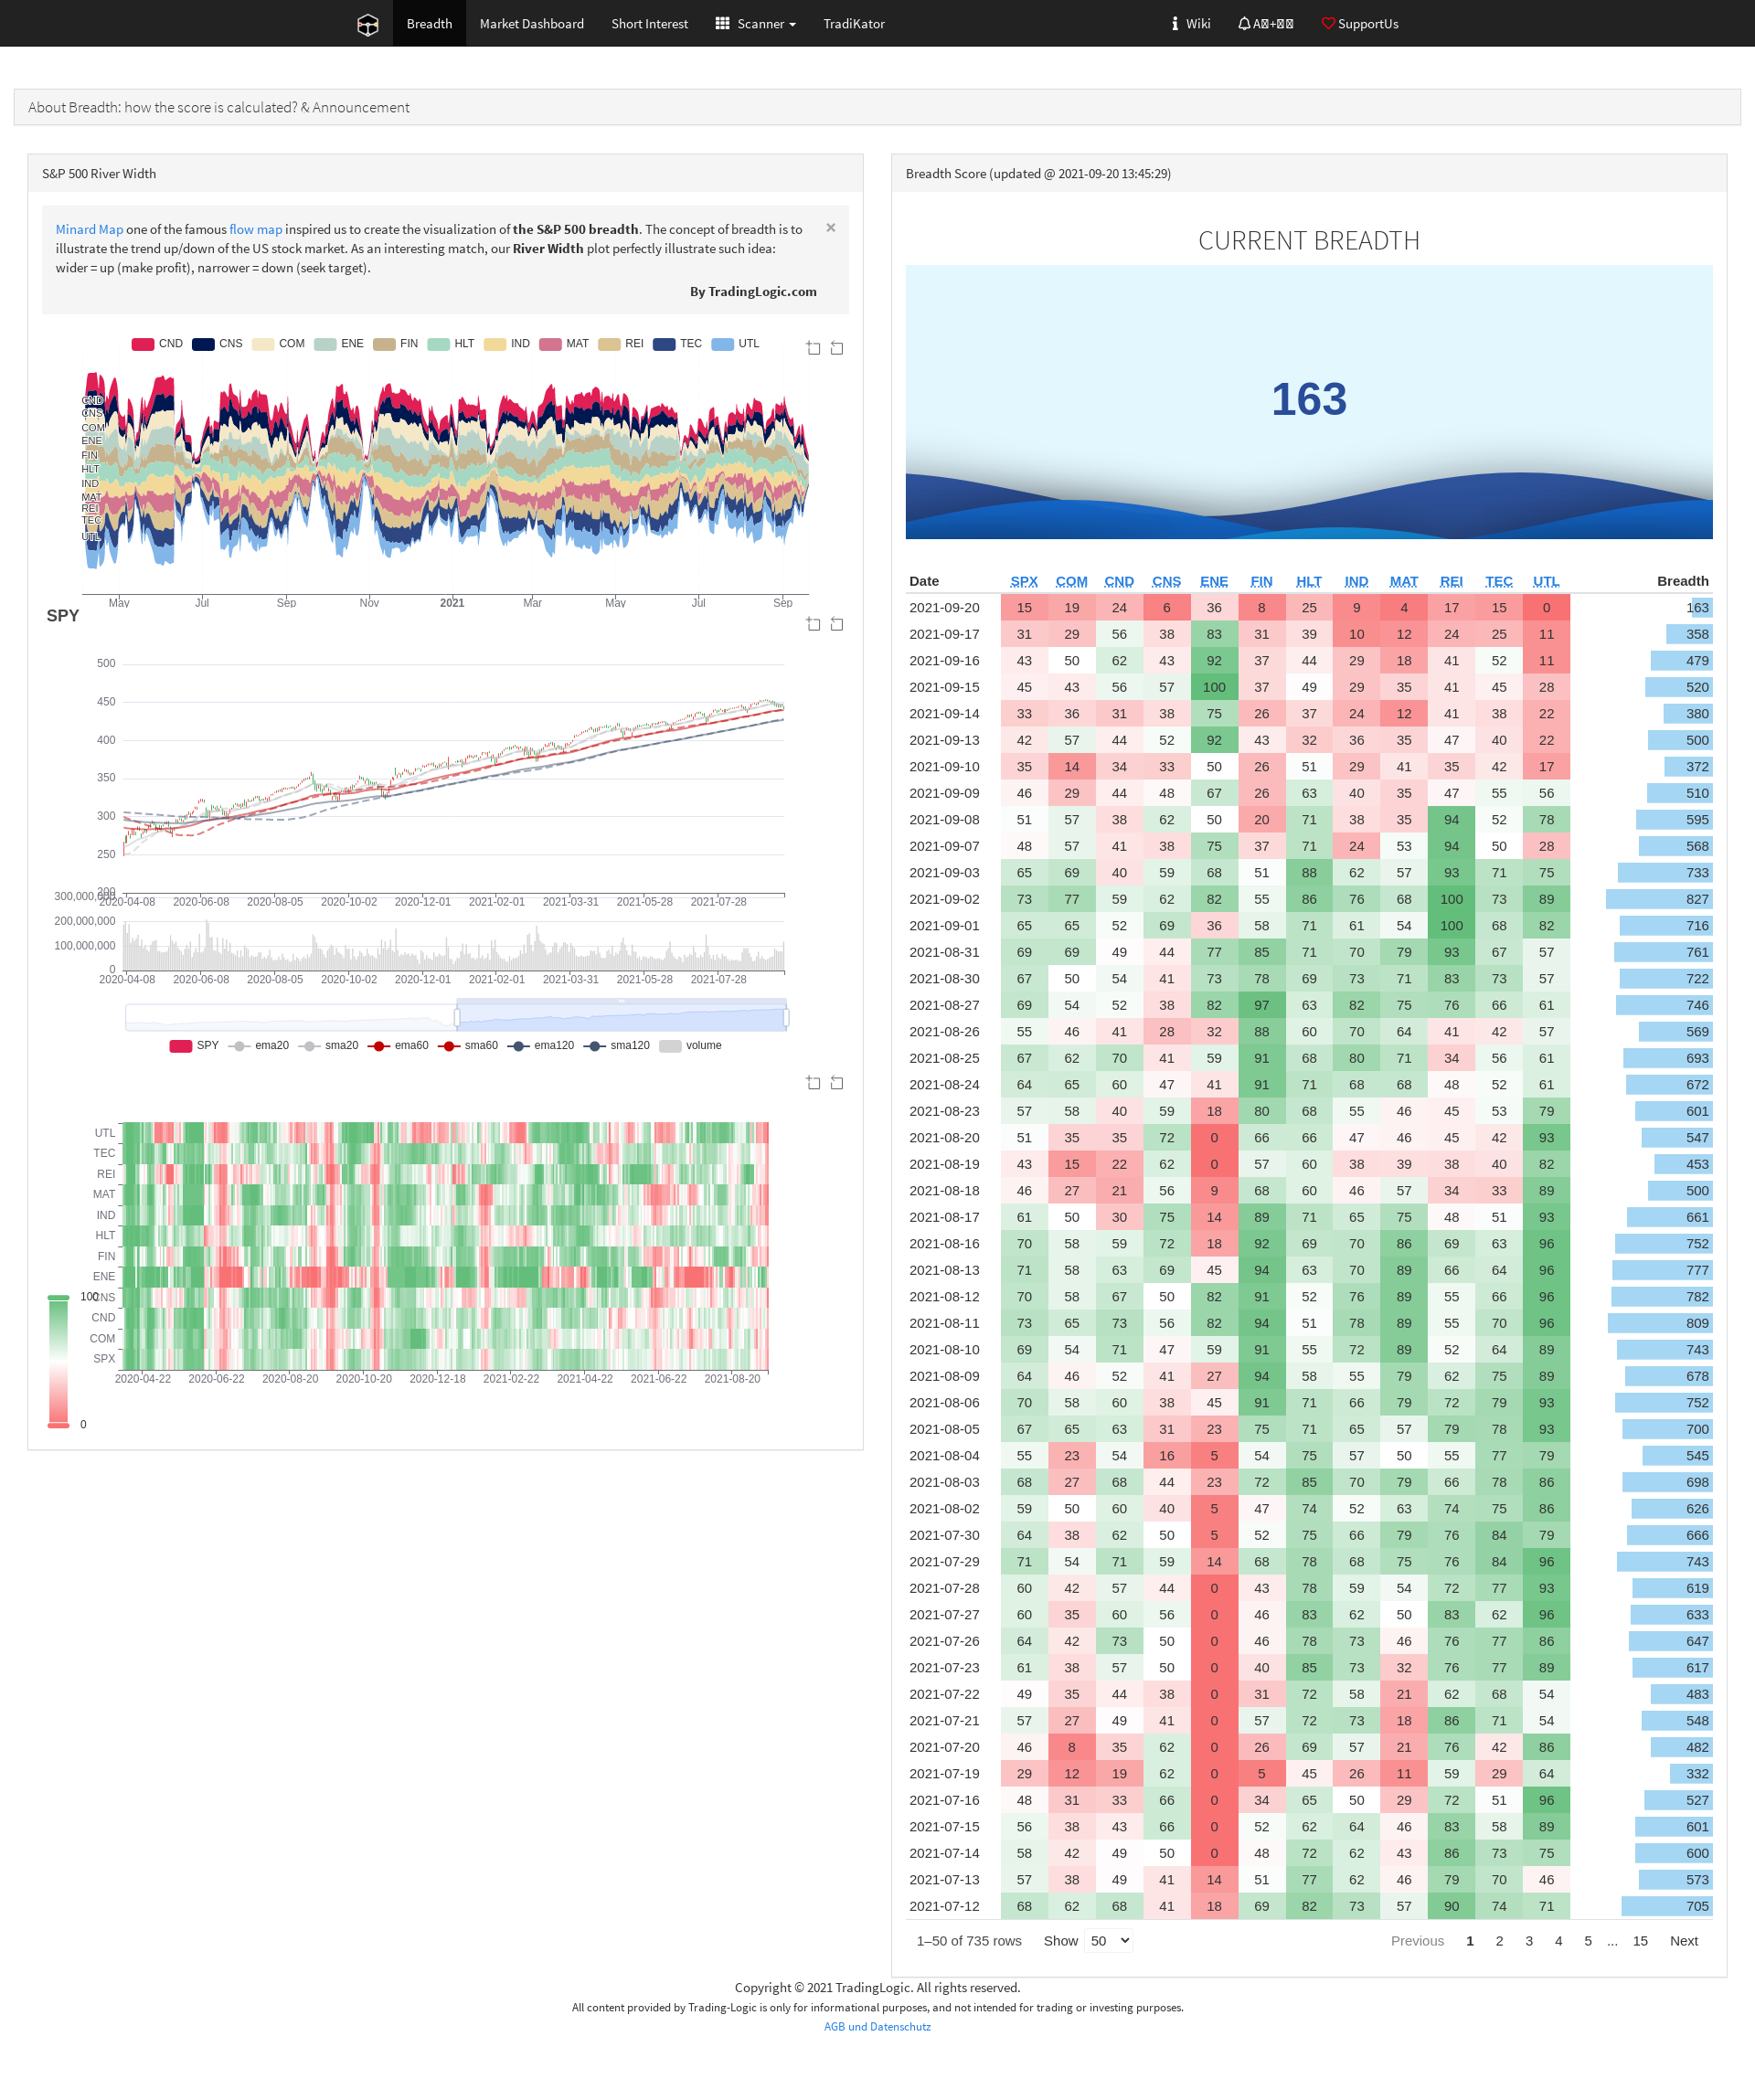 Breadth Market Dashboard Short Interest Scanner TradiKator Wiki SupportUs
About Breadth: how the score is calculated? & Announcement
S&P 500 River Width
Minard Map one of the famous flow map inspired us to create the visualization of the S&P 500 breadth. The concept of breadth is to
illustrate the trend up/down of the US stock market. As an interesting match, our River Width plot perfectly illustrate such idea:
wider = up (make profit), narrower = down (seek target).
×
By TradingLogic.com
CND CNS COM ENE FIN HLT IND MAT REI TEC UTL
CND
CNS
COM
ENE
FIN
HLT
IND
MAT
REI
TEC
UTL
May Jul Sep Nov 2021 Mar May Jul Sep
SPY
500
450
400
350
300
250
200
2020-04-08 2020-06-08 2020-08-05 2020-10-02 2020-12-01 2021-02-01 2021-03-31 2021-05-28 2021-07-28
300,000,000
200,000,000
100,000,000
0
2020-04-08 2020-06-08 2020-08-05 2020-10-02 2020-12-01 2021-02-01 2021-03-31 2021-05-28 2021-07-28
SPY ema20 sma20 ema60 sma60 ema120 sma120 volume
UTL
TEC
REI
MAT
IND
HLT
FIN
ENE
CNS
CND
COM
SPX
2020-04-22 2020-06-22 2020-08-20 2020-10-20 2020-12-18 2021-02-22 2021-04-22 2021-06-22 2021-08-20
100
0
Breadth Score (updated @ 2021-09-20 13:45:29)
CURRENT BREADTH
163
Date SPX COM CND CNS ENE FIN HLT IND MAT REI TEC UTL Breadth
2021-09-20 15 19 24 6 36 8 25 9 4 17 15 0 163
2021-09-17 31 29 56 38 83 31 39 10 12 24 25 11 358
2021-09-16 43 50 62 43 92 37 44 29 18 41 52 11 479
2021-09-15 45 43 56 57 100 37 49 29 35 41 45 28 520
2021-09-14 33 36 31 38 75 26 37 24 12 41 38 22 380
2021-09-13 42 57 44 52 92 43 32 36 35 47 40 22 500
2021-09-10 35 14 34 33 50 26 51 29 41 35 42 17 372
2021-09-09 46 29 44 48 67 26 63 40 35 47 55 56 510
2021-09-08 51 57 38 62 50 20 71 38 35 94 52 78 595
2021-09-07 48 57 41 38 75 37 71 24 53 94 50 28 568
2021-09-03 65 69 40 59 68 51 88 62 57 93 71 75 733
2021-09-02 73 77 59 62 82 55 86 76 68 100 73 89 827
2021-09-01 65 65 52 69 36 58 71 61 54 100 68 82 716
2021-08-31 69 69 49 44 77 85 71 70 79 93 67 57 761
2021-08-30 67 50 54 41 73 78 69 73 71 83 73 57 722
2021-08-27 69 54 52 38 82 97 63 82 75 76 66 61 746
2021-08-26 55 46 41 28 32 88 60 70 64 41 42 57 569
2021-08-25 67 62 70 41 59 91 68 80 71 34 56 61 693
2021-08-24 64 65 60 47 41 91 71 68 68 48 52 61 672
2021-08-23 57 58 40 59 18 80 68 55 46 45 53 79 601
2021-08-20 51 35 35 72 0 66 66 47 46 45 42 93 547
2021-08-19 43 15 22 62 0 57 60 38 39 38 40 82 453
2021-08-18 46 27 21 56 9 68 60 46 57 34 33 89 500
2021-08-17 61 50 30 75 14 89 71 65 75 48 51 93 661
2021-08-16 70 58 59 72 18 92 69 70 86 69 63 96 752
2021-08-13 71 58 63 69 45 94 63 70 89 66 64 96 777
2021-08-12 70 58 67 50 82 91 52 76 89 55 66 96 782
2021-08-11 73 65 73 56 82 94 51 78 89 55 70 96 809
2021-08-10 69 54 71 47 59 91 55 72 89 52 64 89 743
2021-08-09 64 46 52 41 27 94 58 55 79 62 75 89 678
2021-08-06 70 58 60 38 45 91 71 66 79 72 79 93 752
2021-08-05 67 65 63 31 23 75 71 65 57 79 78 93 700
2021-08-04 55 23 54 16 5 54 75 57 50 55 77 79 545
2021-08-03 68 27 68 44 23 72 85 70 79 66 78 86 698
2021-08-02 59 50 60 40 5 47 74 52 63 74 75 86 626
2021-07-30 64 38 62 50 5 52 75 66 79 76 84 79 666
2021-07-29 71 54 71 59 14 68 78 68 75 76 84 96 743
2021-07-28 60 42 57 44 0 43 78 59 54 72 77 93 619
2021-07-27 60 35 60 56 0 46 83 62 50 83 62 96 633
2021-07-26 64 42 73 50 0 46 78 73 46 76 77 86 647
2021-07-23 61 38 57 50 0 40 85 73 32 76 77 89 617
2021-07-22 49 35 44 38 0 31 72 58 21 62 68 54 483
2021-07-21 57 27 49 41 0 57 72 73 18 86 71 54 548
2021-07-20 46 8 35 62 0 26 69 57 21 76 42 86 482
2021-07-19 29 12 19 62 0 5 45 26 11 59 29 64 332
2021-07-16 48 31 33 66 0 34 65 50 29 72 51 96 527
2021-07-15 56 38 43 66 0 52 62 64 46 83 58 89 601
2021-07-14 58 42 49 50 0 48 72 62 43 86 73 75 600
2021-07-13 57 38 49 41 14 51 77 62 46 79 70 46 573
2021-07-12 68 62 68 41 18 69 82 73 57 90 74 71 705
1–50 of 735 rows Show 50 Previous 1 2 3 4 5 ... 15 Next
Copyright © 2021 TradingLogic. All rights reserved.
All content provided by Trading-Logic is only for informational purposes, and not intended for trading or investing purposes.
AGB und Datenschutz